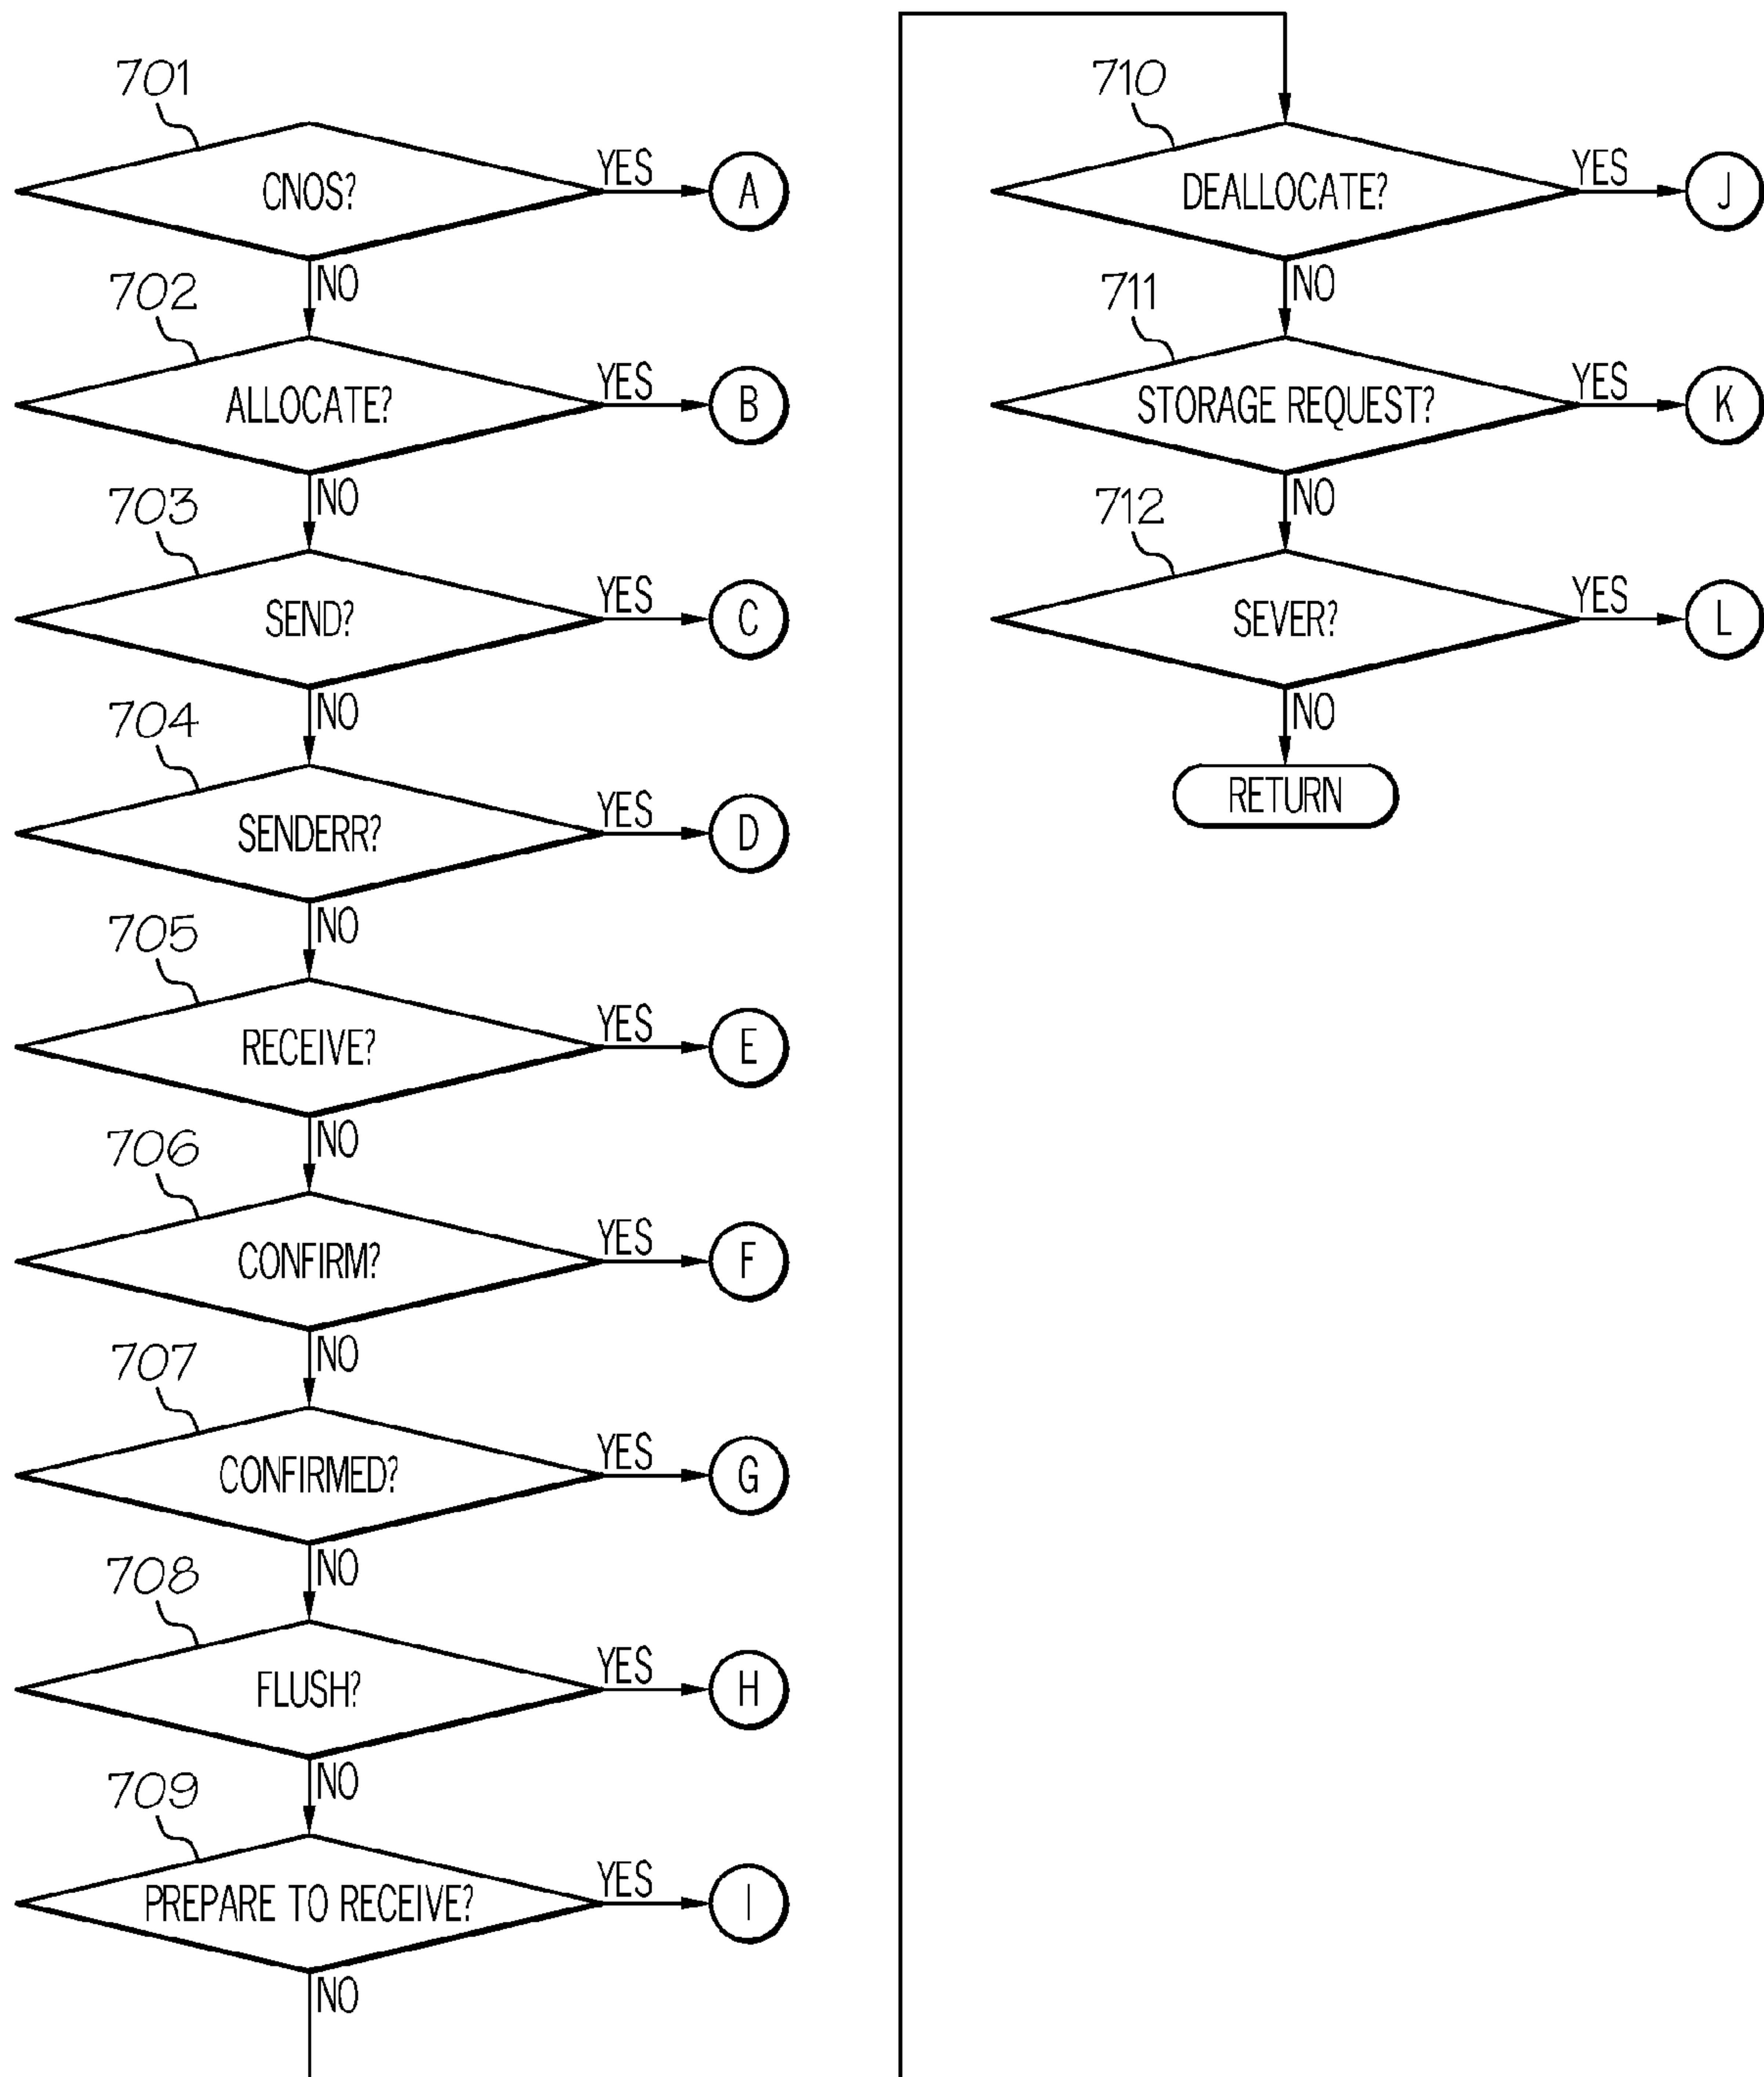 701
CNOS?
YES
A
NO
702
ALLOCATE?
YES
B
NO
703
SEND?
YES
C
NO
704
SENDERR?
YES
D
NO
705
RECEIVE?
YES
E
NO
706
CONFIRM?
YES
F
NO
707
CONFIRMED?
YES
G
NO
708
FLUSH?
YES
H
NO
709
PREPARE TO RECEIVE?
YES
I
NO
710
DEALLOCATE?
YES
J
NO
711
STORAGE REQUEST?
YES
K
NO
712
SEVER?
YES
L
NO
RETURN